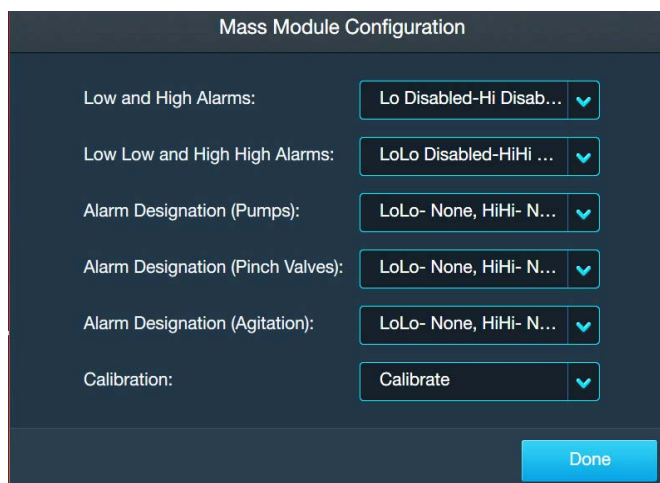 Mass Module Configuration
Low and High Alarms: Lo Disabled-Hi Disab...
Low Low and High High Alarms: LoLo Disabled-HiHi ...
Alarm Designation (Pumps): LoLo- None, HiHi- N...
Alarm Designation (Pinch Valves): LoLo- None, HiHi- N...
Alarm Designation (Agitation): LoLo- None, HiHi- N...
Calibration: Calibrate
Done